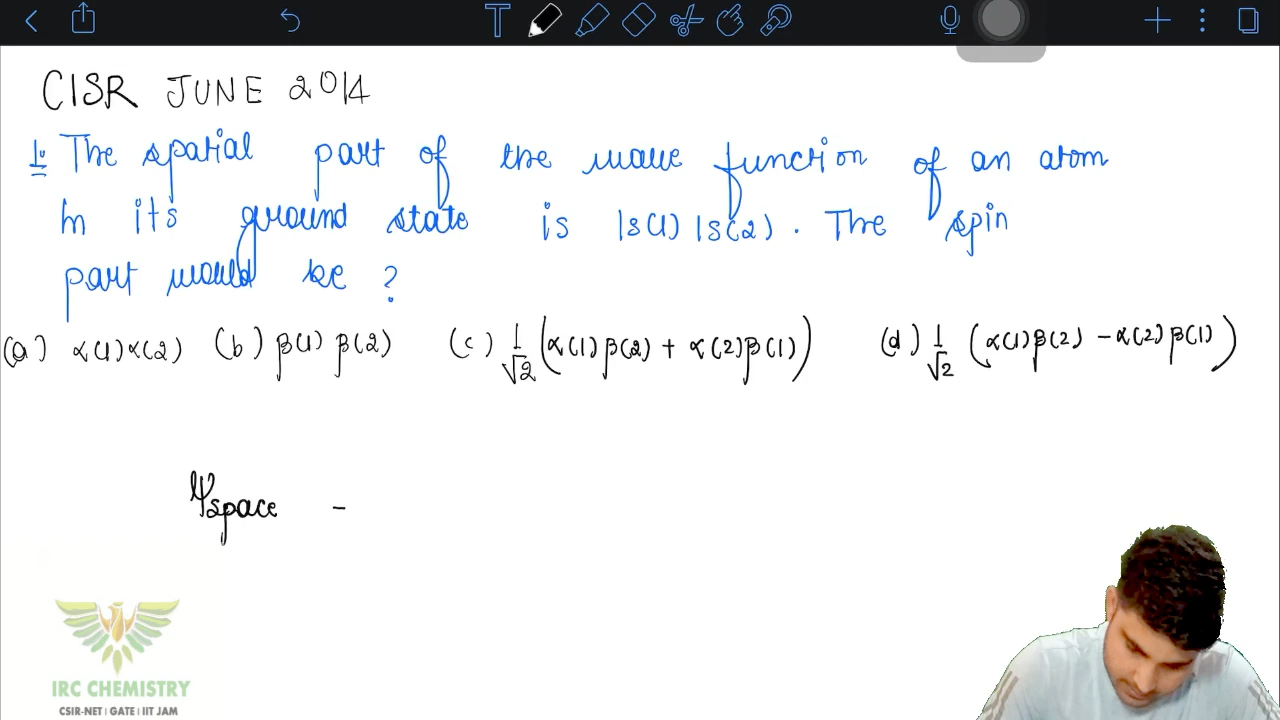 CISR JUNE 2014
1. The spatial part of the wave function of an atom
In its ground state is 1s(1) 1s(2). The spin
part would be ?
(a) α(1)α(2) (b) β(1) β(2) (c) 1/√2 (α(1)β(2) + α(2)β(1)) (d) 1/√2 (α(1)β(2) - α(2)β(1))
Ψspace -
IRC CHEMISTRY
CSIR-NET | GATE | IIT JAM